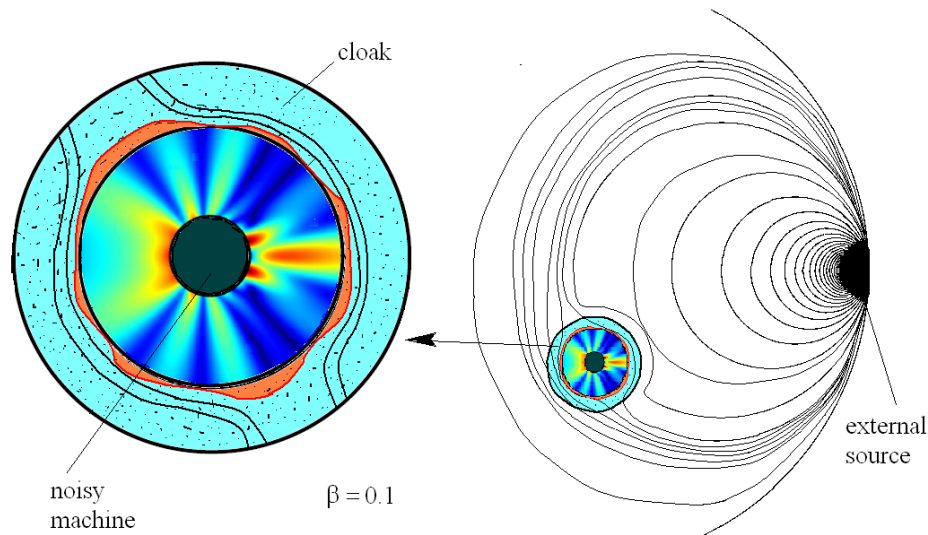 cloak
external
source
noisy
machine
β = 0.1